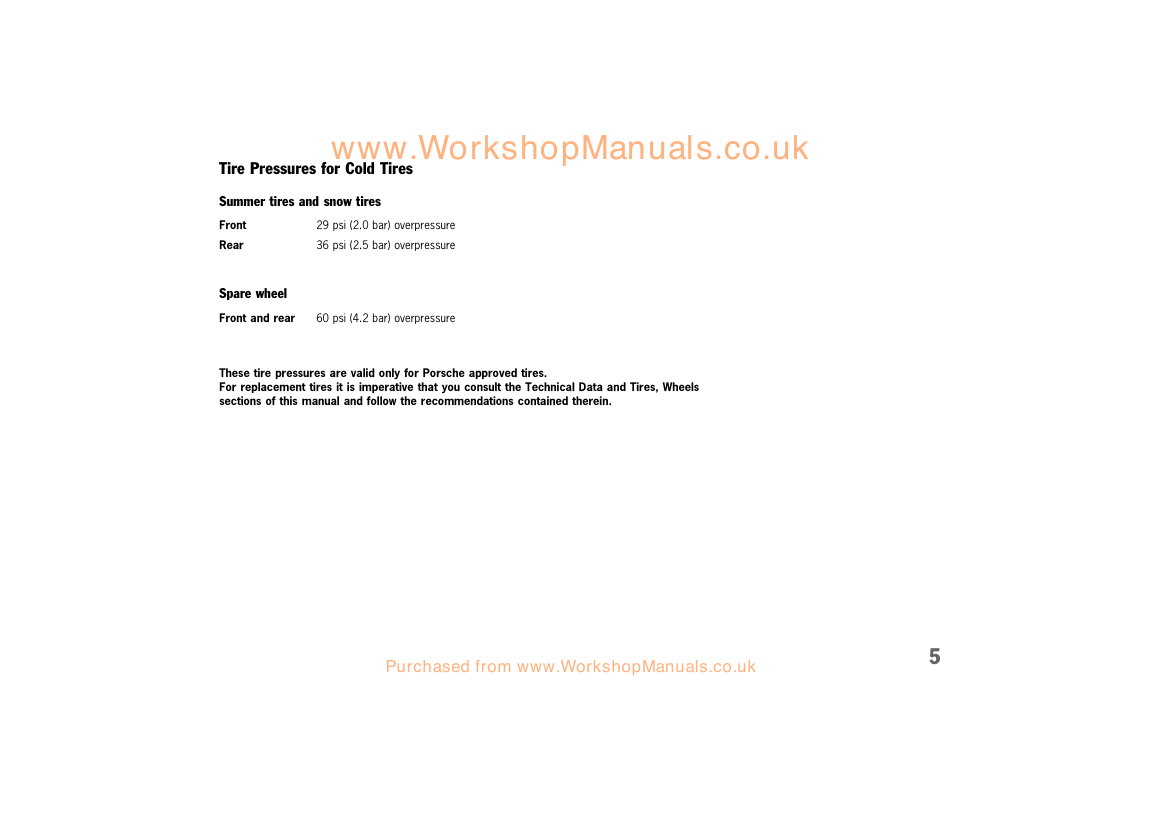 www.WorkshopManuals.co.uk
Tire Pressures for Cold Tires
Summer tires and snow tires
Front 29 psi (2.0 bar) overpressure
Rear 36 psi (2.5 bar) overpressure
Spare wheel
Front and rear 60 psi (4.2 bar) overpressure
These tire pressures are valid only for Porsche approved tires.
For replacement tires it is imperative that you consult the Technical Data and Tires, Wheels
sections of this manual and follow the recommendations contained therein.
5
Purchased from www.WorkshopManuals.co.uk